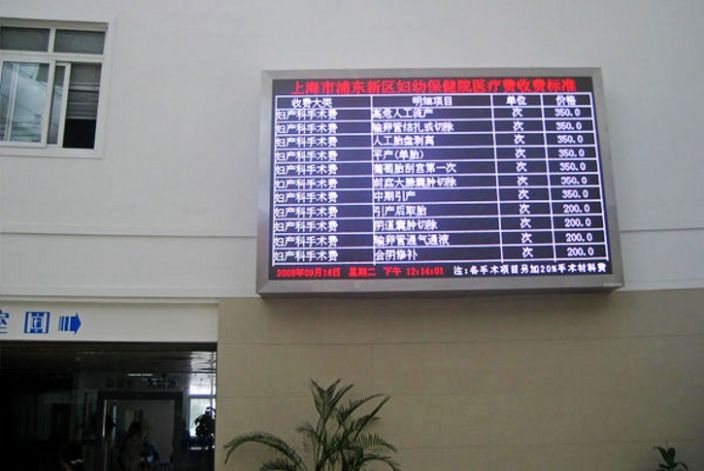 上海市浦东新区妇幼保健院医疗费收费标准
收费大类 明细项目 单位 价格
妇产科手术费 高危人工流产 次 350.0
妇产科手术费 输卵管结扎或切除 次 350.0
妇产科手术费 人工胎盘剥离 次 350.0
妇产科手术费 平产(单胎) 次 350.0
妇产科手术费 葡萄胎刮宫第一次 次 350.0
妇产科手术费 前庭大腺囊肿切除 次 350.0
妇产科手术费 中期引产 次 350.0
妇产科手术费 引产后取胎 次 200.0
妇产科手术费 阴道囊肿切除 次 200.0
妇产科手术费 输卵管通气通液 次 200.0
妇产科手术费 会阴修补 次 200.0
2008年09月16日 星期二 下午 12:14:01 注:各手术项目另加20%手术材料费
室